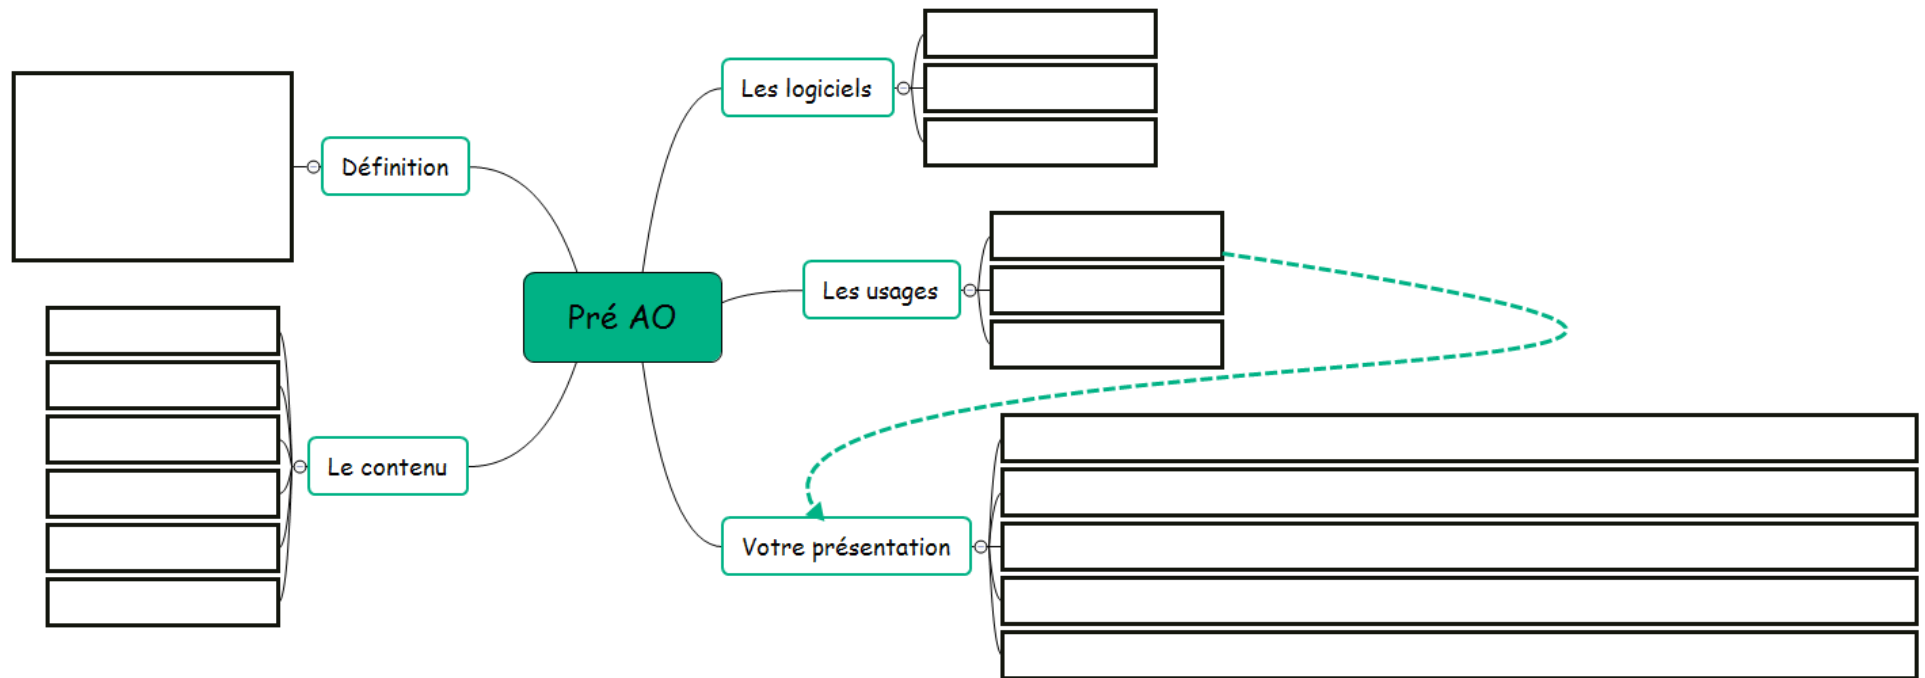 Les logiciels
Définition
Les usages
Pré AO
Le contenu
Votre présentation